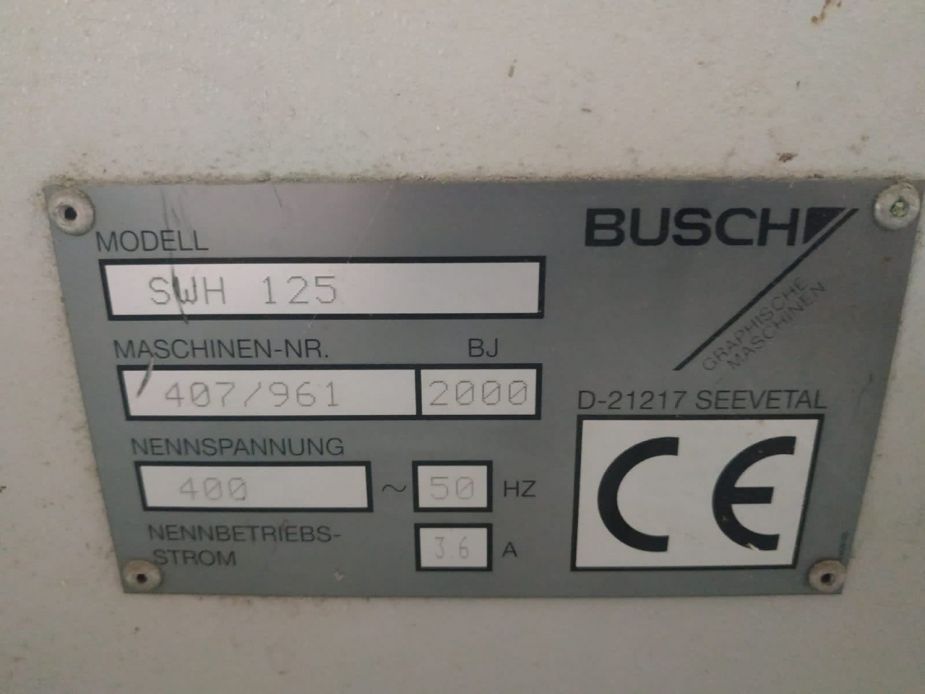 BUSCH
GRAPHISCHE
MASCHINEN
MODELL
SWH 125
MASCHINEN-NR. BJ
407/961 2000
D-21217 SEEVETAL
NENNSPANNUNG
400 ~ 50 HZ
NENNBETRIEBS-
STROM 3.6 A
CE